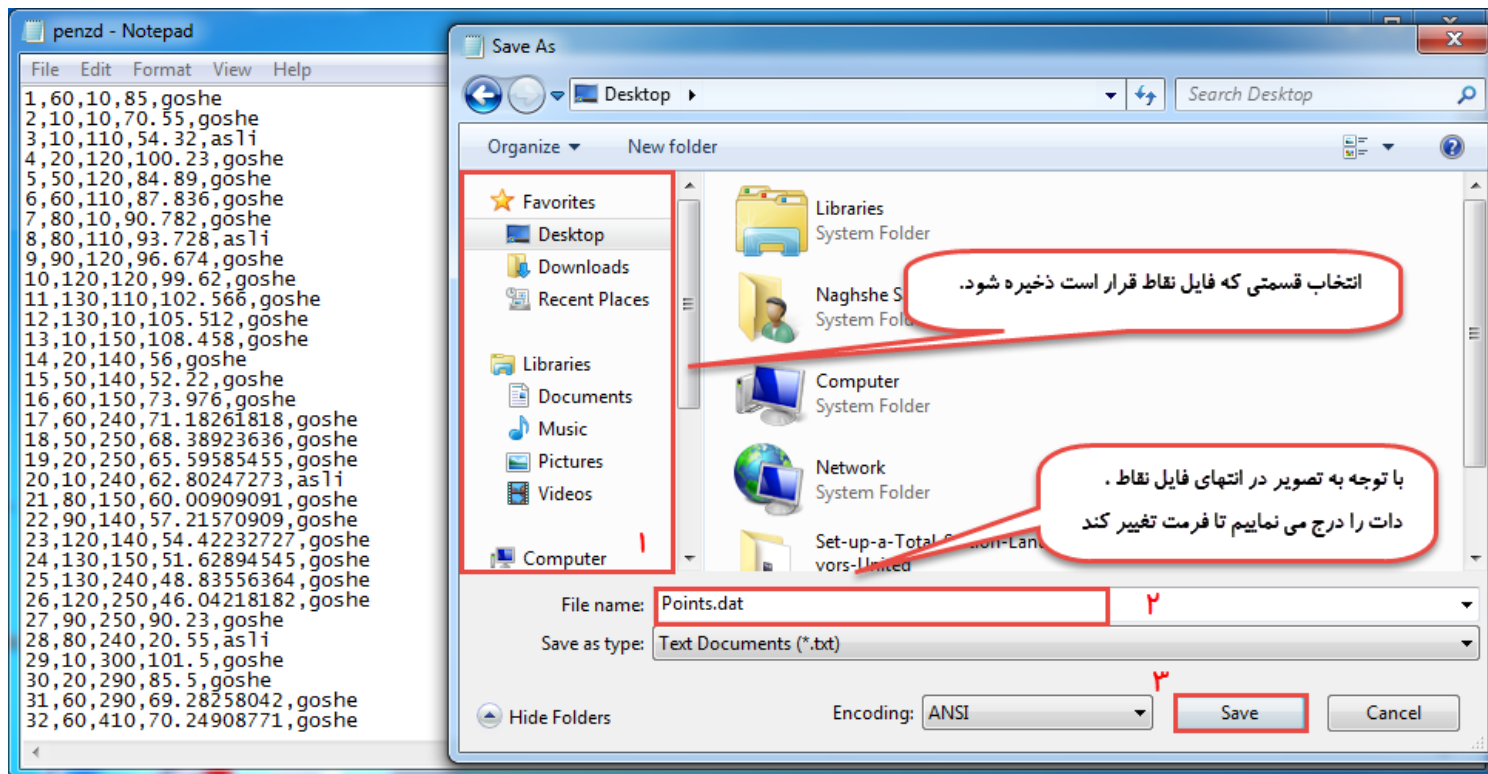 penzd - Notepad
File Edit Format View Help
1,60,10,85,goshe
2,10,10,70.55,goshe
3,10,110,54.32,asli
4,20,120,100.23,goshe
5,50,120,84.89,goshe
6,60,110,87.836,goshe
7,80,10,90.782,goshe
8,80,110,93.728,asli
9,90,120,96.674,goshe
10,120,120,99.62,goshe
11,130,110,102.566,goshe
12,130,10,105.512,goshe
13,10,150,108.458,goshe
14,20,140,56,goshe
15,50,140,52.22,goshe
16,60,150,73.976,goshe
17,60,240,71.18261818,goshe
18,50,250,68.38923636,goshe
19,20,250,65.59585455,goshe
20,10,240,62.80247273,asli
21,80,150,60.00909091,goshe
22,90,140,57.21570909,goshe
23,120,140,54.42232727,goshe
24,130,150,51.62894545,goshe
25,130,240,48.83556364,goshe
26,120,250,46.04218182,goshe
27,90,250,90.23,goshe
28,80,240,20.55,asli
29,10,300,101.5,goshe
30,20,290,85.5,goshe
31,60,290,69.28258042,goshe
32,60,410,70.24908771,goshe
Save As
Desktop
Search Desktop
Organize
New folder
Favorites
Desktop
Downloads
Recent Places
Libraries
Documents
Music
Pictures
Videos
Computer
۱
Libraries
System Folder
Naghshe S
System Fol
Computer
System Folder
Network
System Folder
Set-up-a-Total
vors-United
انتخاب قسمتی که فایل نقاط قرار است ذخیره شود.
با توجه به تصویر در انتهای فایل نقاط .
دات را درج می نماییم تا فرمت تغییر کند
File name: Points.dat
۲
Save as type: Text Documents (*.txt)
۳
Hide Folders
Encoding: ANSI
Save
Cancel